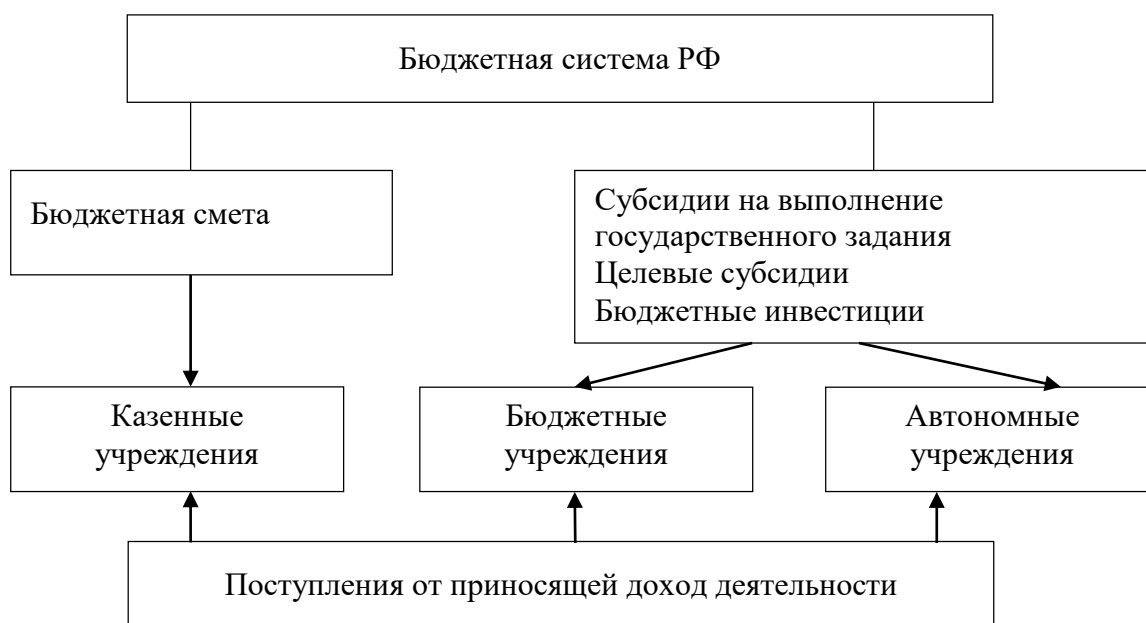 Бюджетная система РФ
Бюджетная смета
Субсидии на выполнение
государственного задания
Целевые субсидии
Бюджетные инвестиции
Казенные
учреждения
Бюджетные
учреждения
Автономные
учреждения
Поступления от приносящей доход деятельности